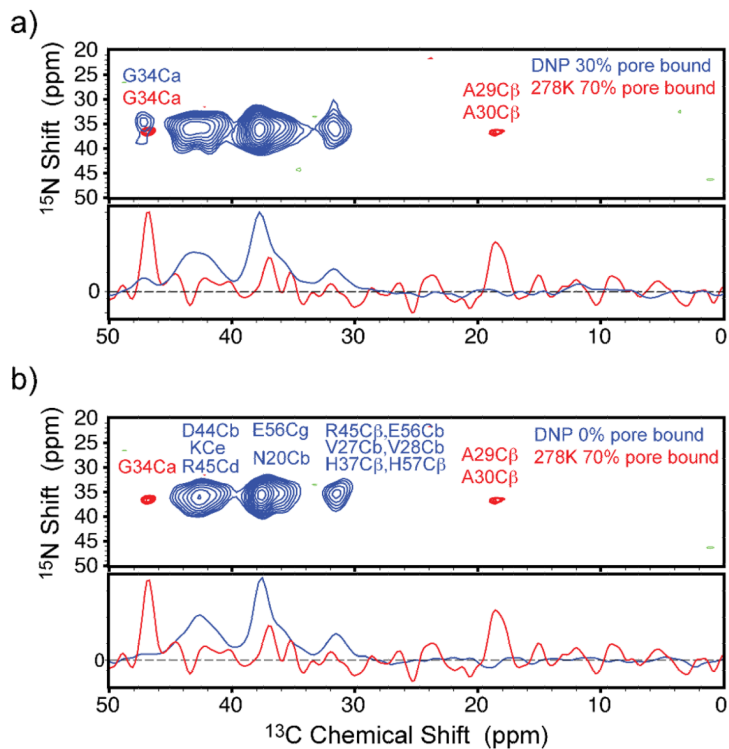 a)
20
25
30
35
40
45
50
15N Shift (ppm)
G34Ca
G34Ca
A29Cβ
A30Cβ
DNP 30% pore bound
278K 70% pore bound
0
50
40
30
20
10
0
b)
20
25
30
35
40
45
50
15N Shift (ppm)
G34Ca
D44Cb
KCe
R45Cd
E56Cg
N20Cb
R45Cβ,E56Cb
V27Cb,V28Cb
H37Cβ,H57Cβ
A29Cβ
A30Cβ
DNP 0% pore bound
278K 70% pore bound
0
50
40
30
20
10
0
13C Chemical Shift (ppm)